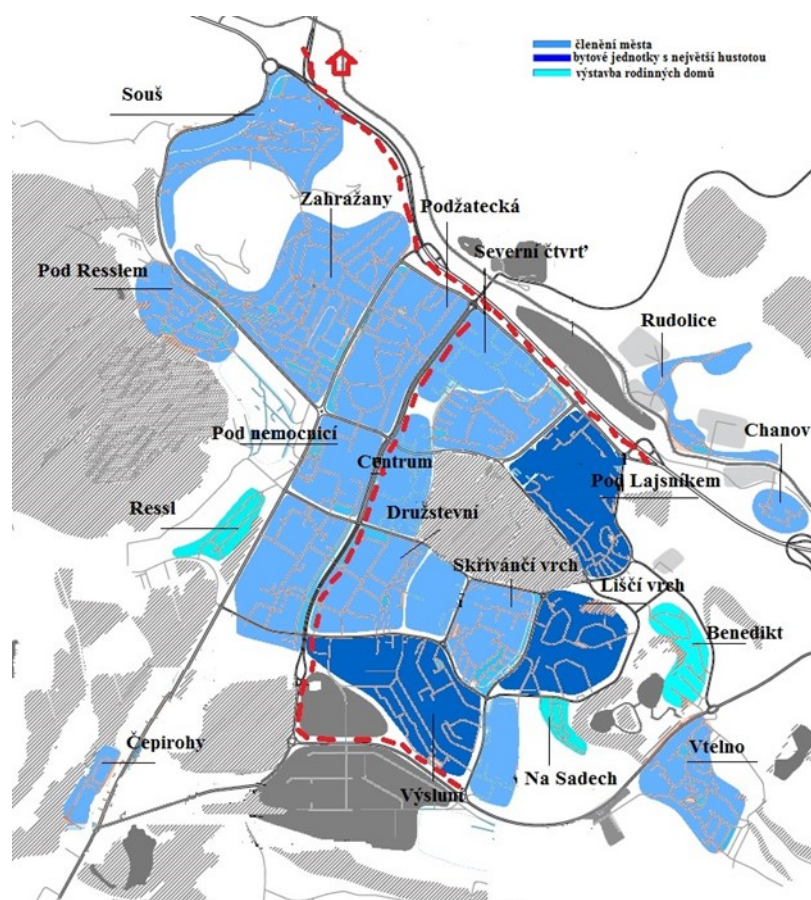 členění města
bytové jednotky s největší hustotou
výstavba rodinných domů
Souš
Zahražany
Podžatecká
Severní čtvrť
Pod Resslem
Rudolice
Chanov
Pod nemocnicí
Centrum
Pod Lajsníkem
Ressl
Družstevní
Skřivánčí vrch
Liščí vrch
Benedikt
Čepirohy
Vtelno
Na Sadech
Výsluní